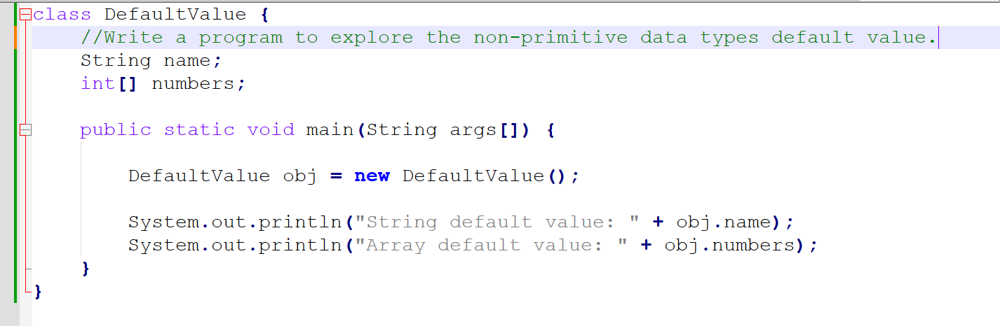 class DefaultValue {
    //Write a program to explore the non-primitive data types default value.
    String name;
    int[] numbers;

    public static void main(String args[]) {

        DefaultValue obj = new DefaultValue();

        System.out.println("String default value: " + obj.name);
        System.out.println("Array default value: " + obj.numbers);
    }
}